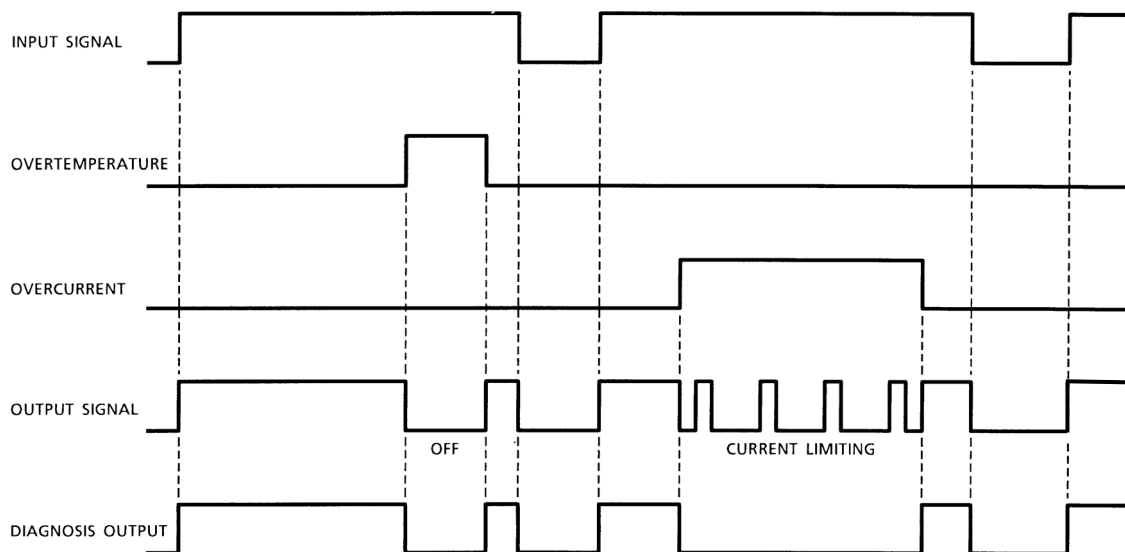 INPUT SIGNAL
OVERTEMPERATURE
OVERCURRENT
OUTPUT SIGNAL
OFF
CURRENT LIMITING
DIAGNOSIS OUTPUT